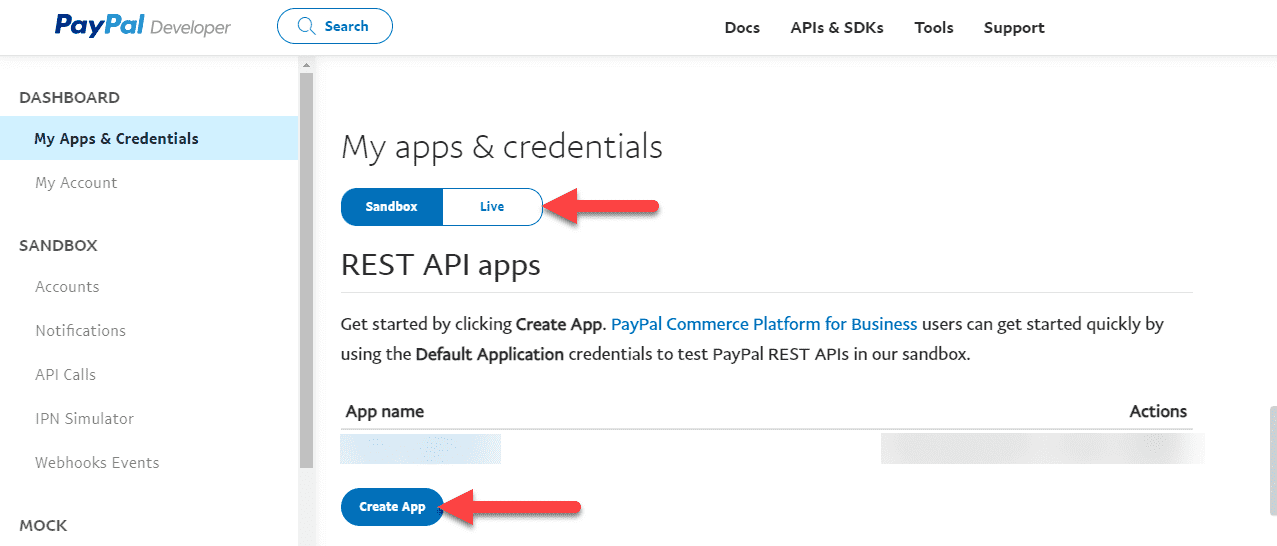 PayPal Developer
Search
Docs
APIs & SDKs
Tools
Support
DASHBOARD
My Apps & Credentials
My Account
SANDBOX
Accounts
Notifications
API Calls
IPN Simulator
Webhooks Events
MOCK
My apps & credentials
Sandbox
Live
REST API apps
Get started by clicking Create App. PayPal Commerce Platform for Business users can get started quickly by
using the Default Application credentials to test PayPal REST APIs in our sandbox.
App name
Actions
Create App